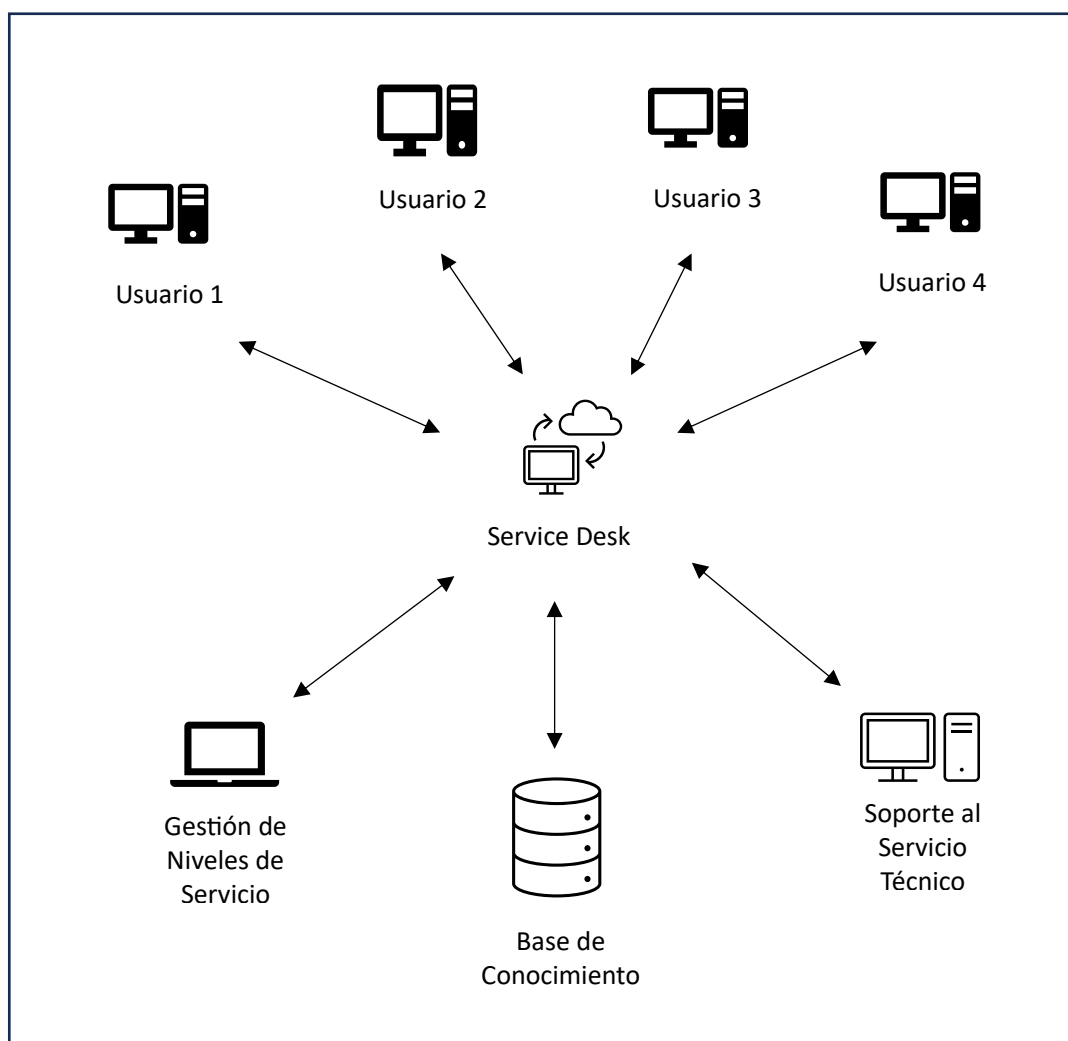 Usuario 2
Usuario 3
Usuario 1
Usuario 4
Service Desk
Gestión de
Niveles de
Servicio
Base de
Conocimiento
Soporte al
Servicio
Técnico